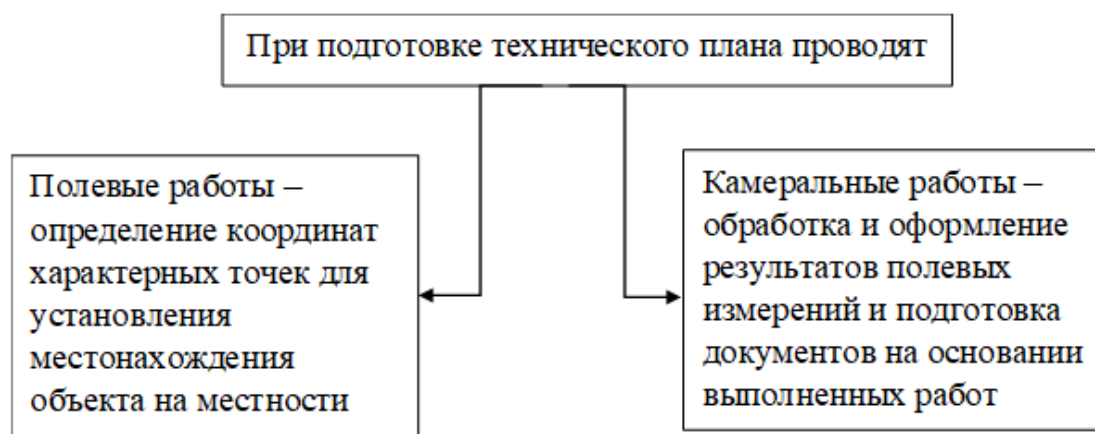 При подготовке технического плана проводят
Полевые работы –
определение координат
характерных точек для
установления
местонахождения
объекта на местности
Камеральные работы –
обработка и оформление
результатов полевых
измерений и подготовка
документов на основании
выполненных работ